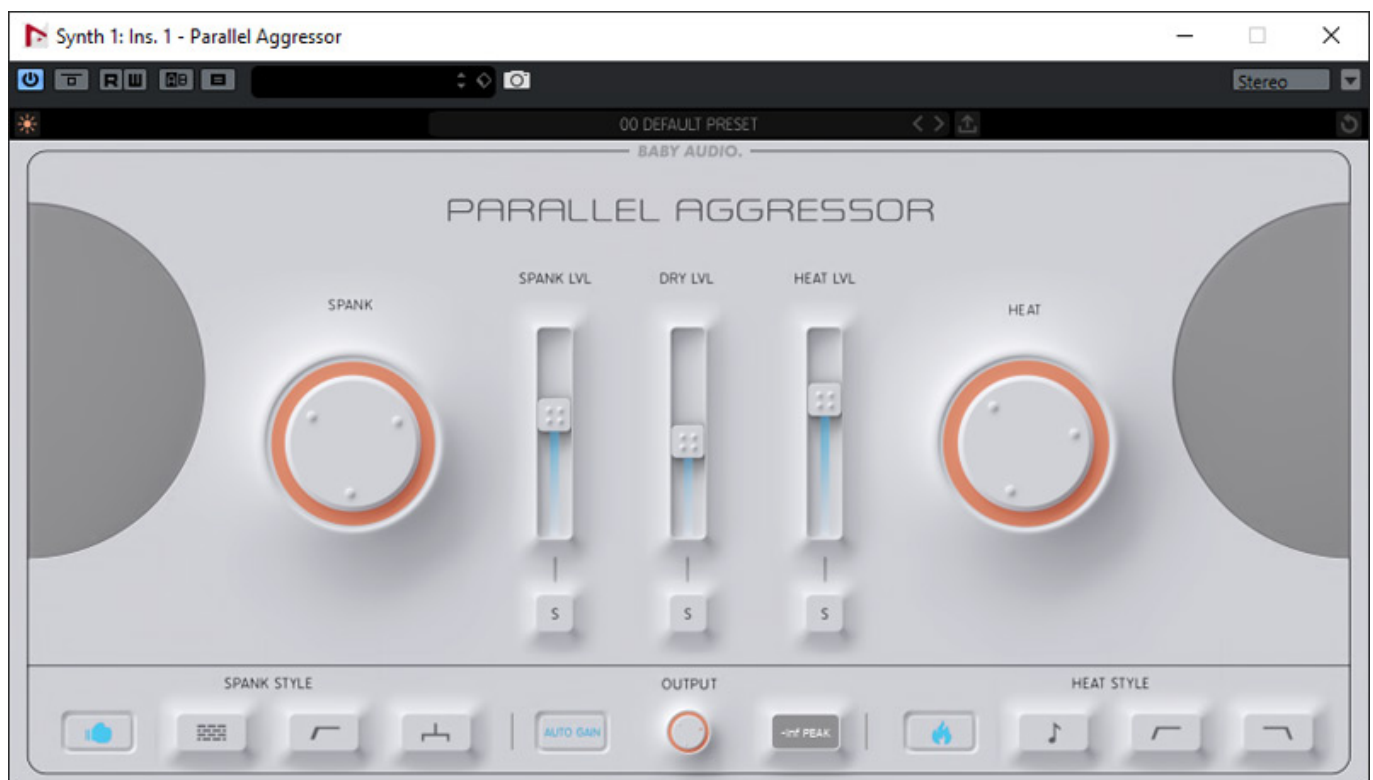 Synth 1: Ins. 1 - Parallel Aggressor
R W A B Stereo
00 DEFAULT PRESET
BABY AUDIO.
PARALLEL AGGRESSOR
SPANK LVL DRY LVL HEAT LVL
SPANK HEAT
S S S
SPANK STYLE OUTPUT HEAT STYLE
AUTO GAIN -Inf PEAK